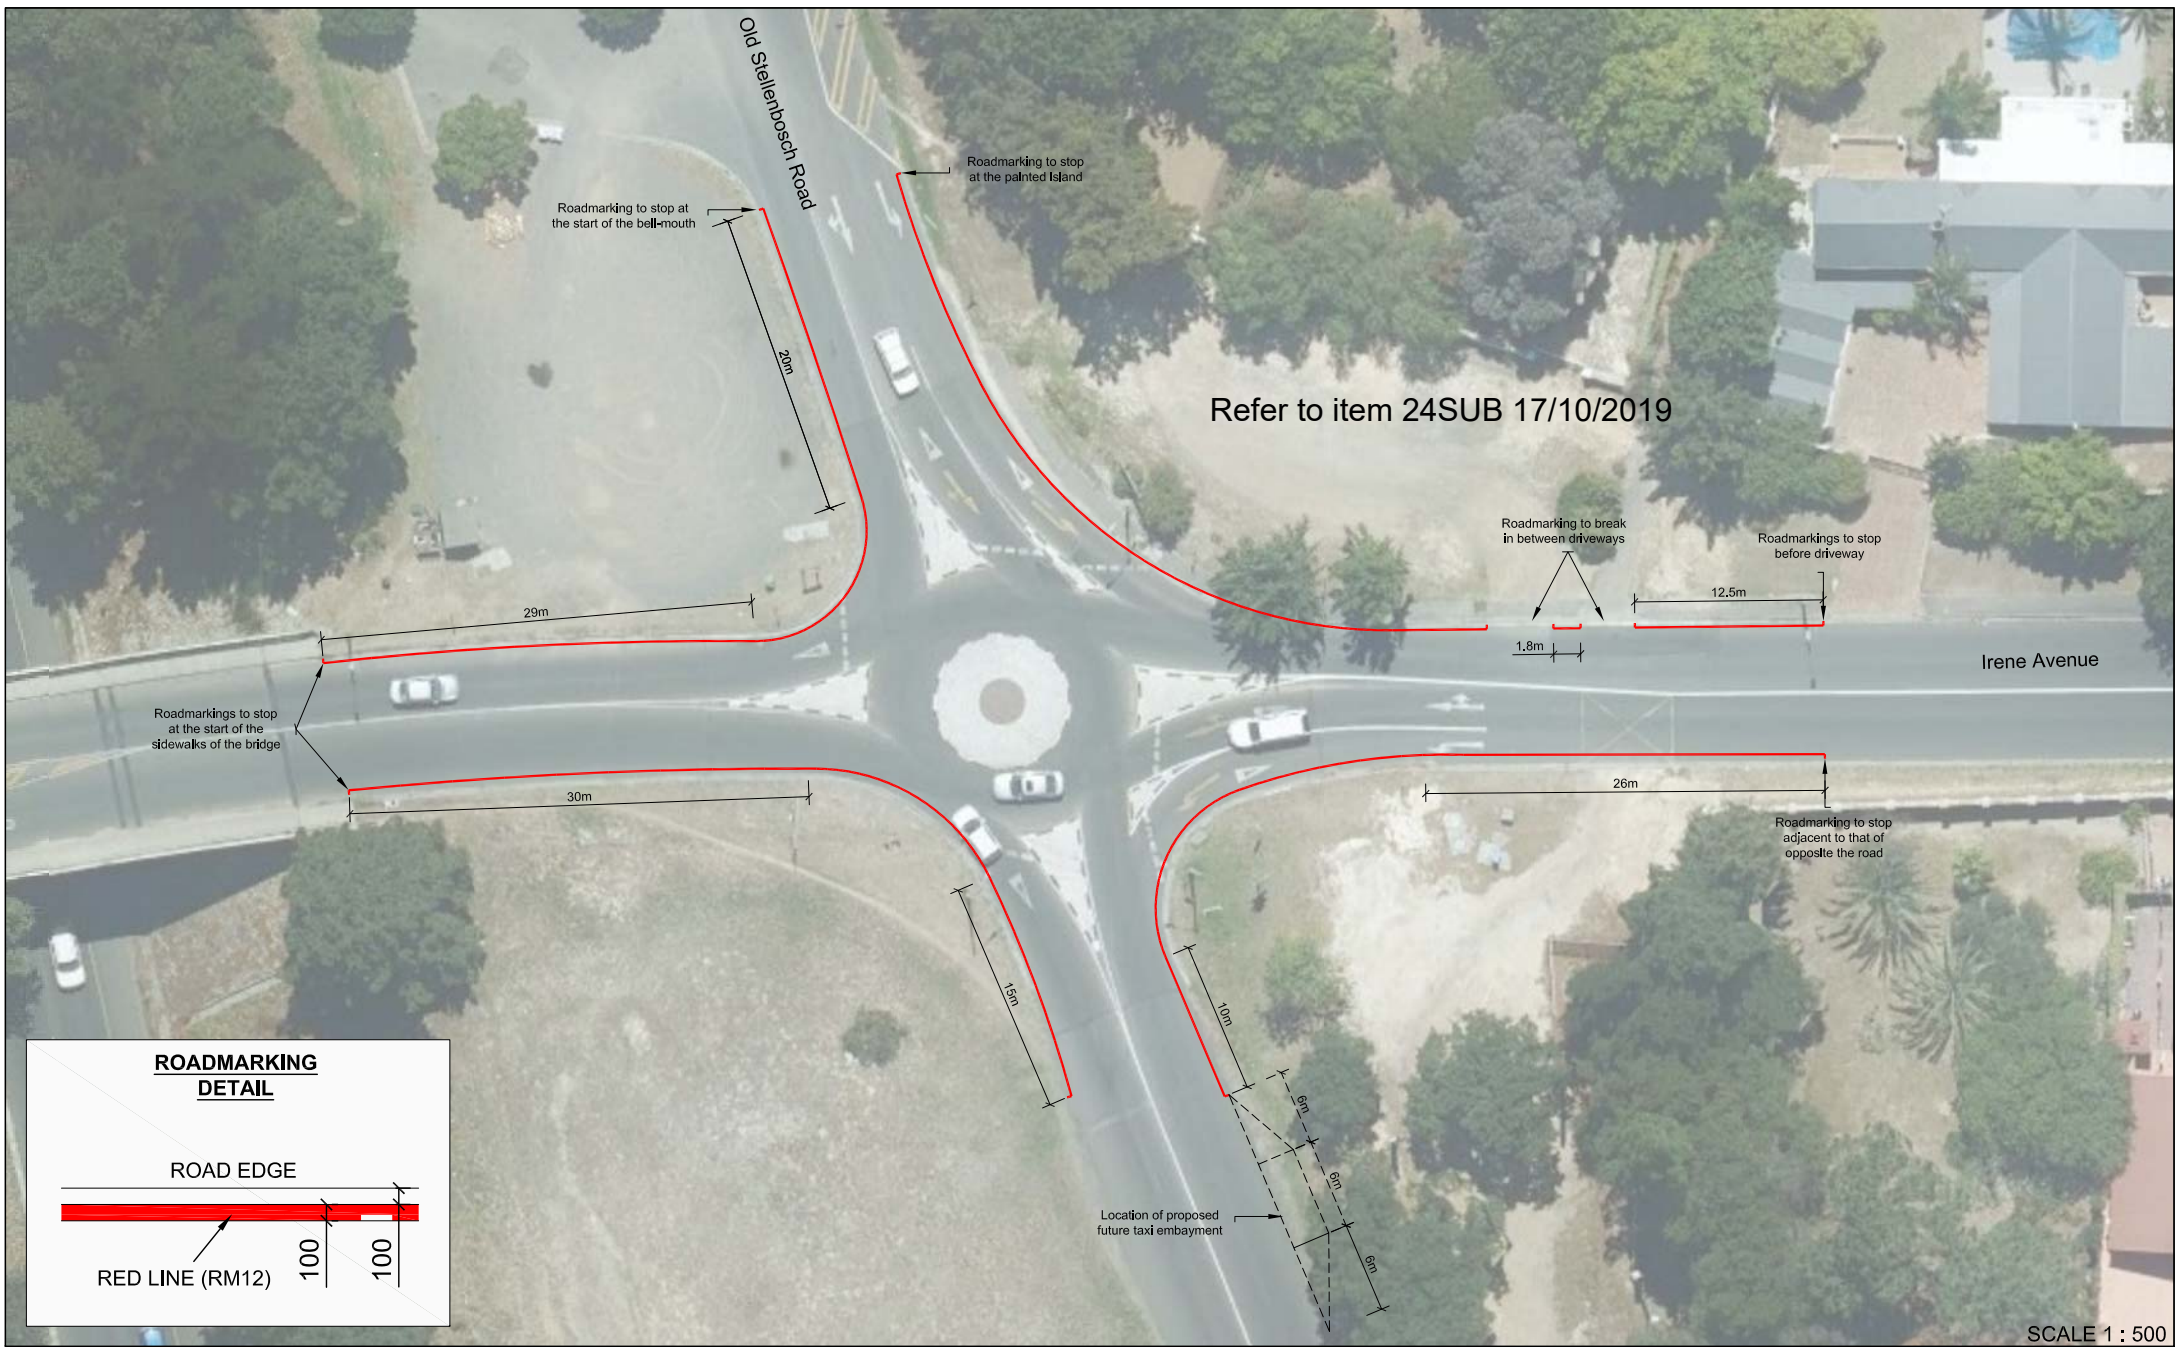 Old Stellenbosch Road
Roadmarking to stop
at the painted island
Roadmarking to stop at
the start of the bell-mouth
20m
Refer to item 24SUB 17/10/2019
Roadmarking to break
in between driveways
Roadmarkings to stop
before driveway
29m
12.5m
1.8m
Irene Avenue
Roadmarkings to stop
at the start of the
sidewalks of the bridge
30m
26m
Roadmarking to stop
adjacent to that of
opposite the road
15m
10m
6m
6m
6m
Location of proposed
future taxi embayment
ROADMARKING
DETAIL
ROAD EDGE
RED LINE (RM12)
100
100
SCALE 1 : 500